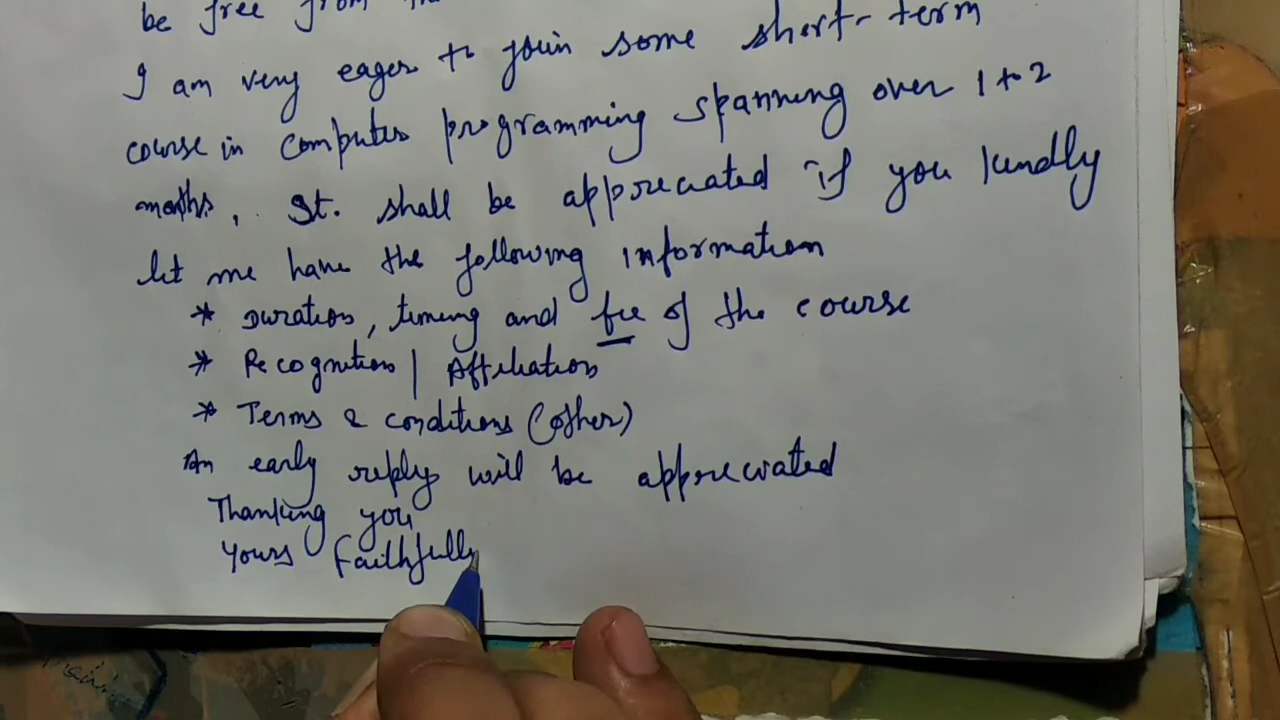 be free from
I am very eager to join some short-term
course in computer programming spanning over 1 to 2
months, . It. shall be appreciated if you kindly
let me have the following information
* Duration, timing and fee of the course
* Recognition | Affiliation
* Terms & conditions (other)
An early reply will be appreciated
Thanking you
Yours Faithfully